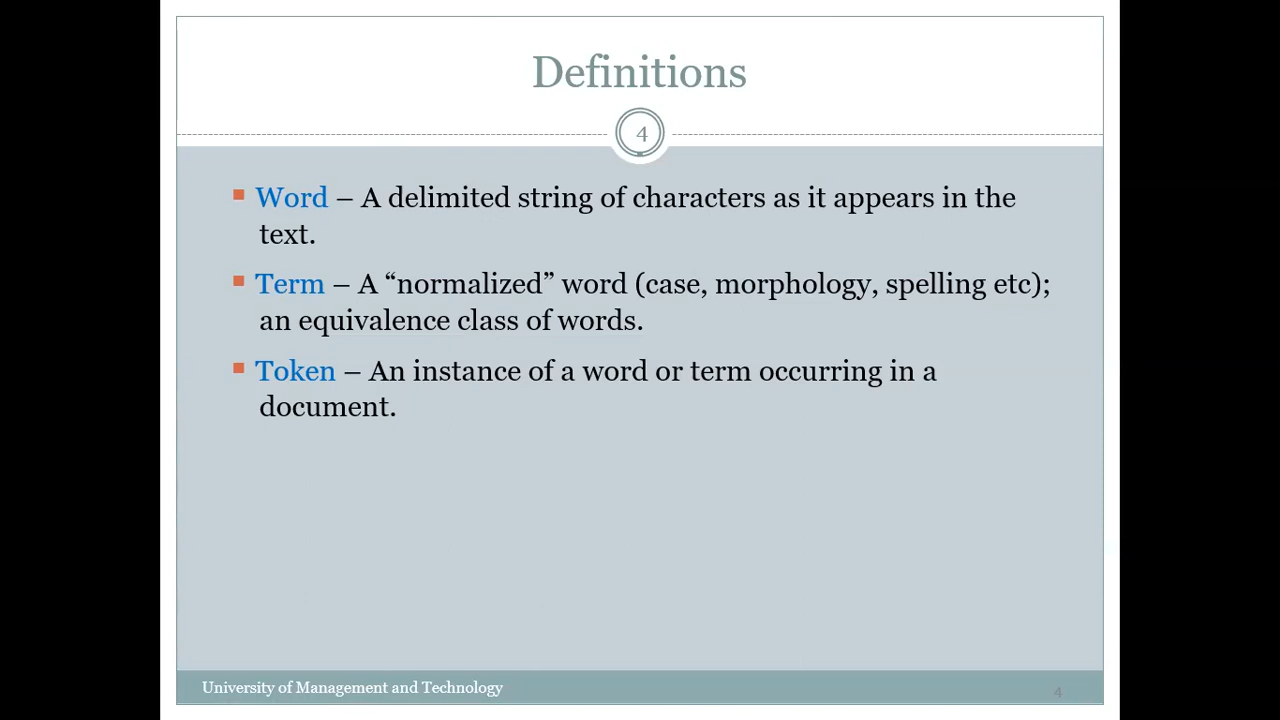 Definitions
4
Word – A delimited string of characters as it appears in the
text.
Term – A “normalized” word (case, morphology, spelling etc);
an equivalence class of words.
Token – An instance of a word or term occurring in a
document.
University of Management and Technology
4